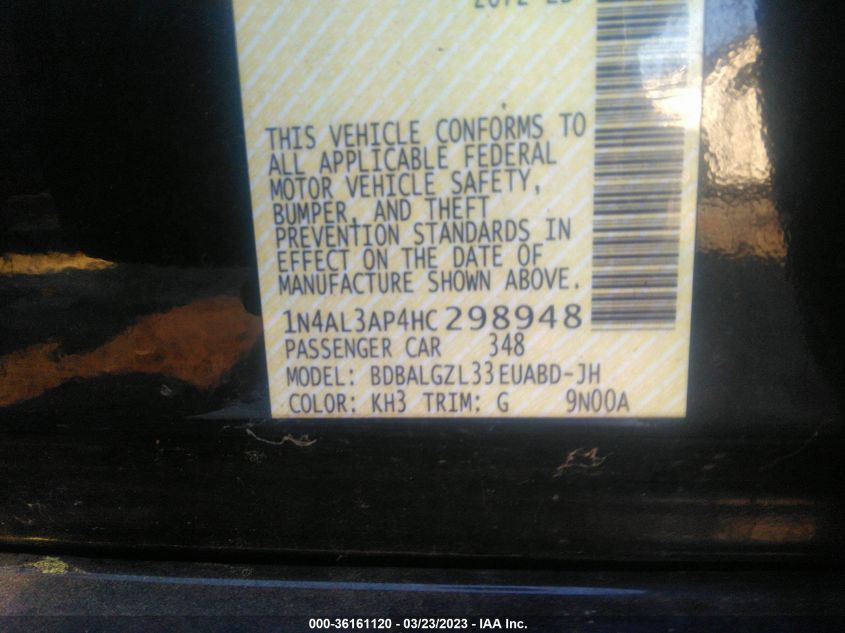 THIS VEHICLE CONFORMS TO
ALL APPLICABLE FEDERAL
MOTOR VEHICLE SAFETY,
BUMPER, AND THEFT
PREVENTION STANDARDS IN
EFFECT ON THE DATE OF
MANUFACTURE SHOWN ABOVE.
1N4AL3AP4HC298948
PASSENGER CAR 348
MODEL: BDBALGZL33EUABD-JH
COLOR: KH3 TRIM: G 9N00A
000-36161120 - 03/23/2023 - IAA Inc.